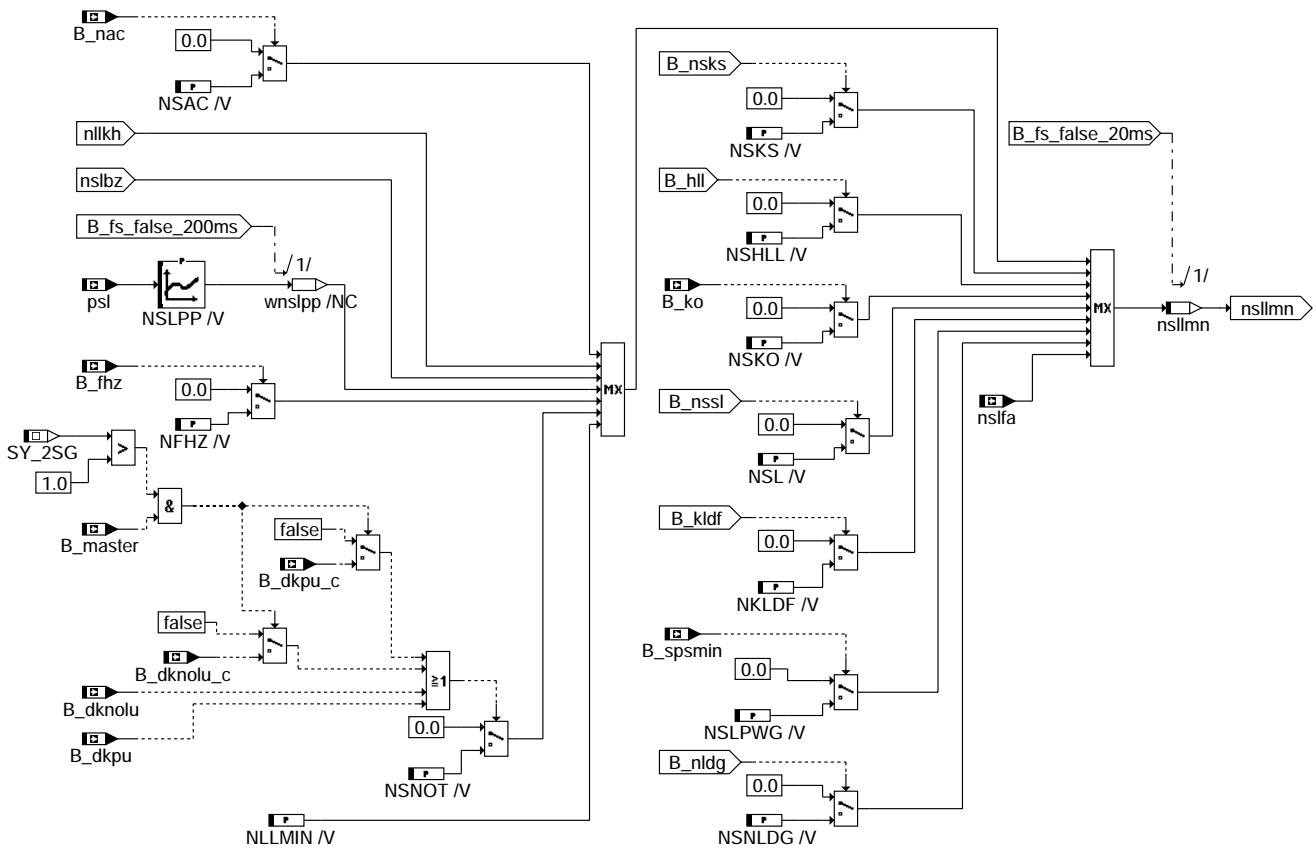 B_nac
0.0
NSAC /V
nllkh
nslbz
B_fs_false_200ms
/1/
psl
P
NSLPP /V
wnslpp /NC
B_fhz
0.0
P
NFHZ /V
SY_2SG
>
1.0
&
B_master
false
B_dkpu_c
false
B_dknolu_c
B_dknolu
B_dkpu
≥1
0.0
P
NSNOT /V
P
NLLMIN /V
MX
B_nsks
0.0
P
NSKS /V
B_hll
0.0
P
NSHLL /V
B_ko
0.0
P
NSKO /V
B_nssl
0.0
P
NSL /V
B_kldf
0.0
P
NKLDF /V
B_spsmin
0.0
P
NSLPWG /V
B_nldg
0.0
P
NSNLDG /V
B_fs_false_20ms
/1/
MX
nsllmn
nsllmn
nslfa